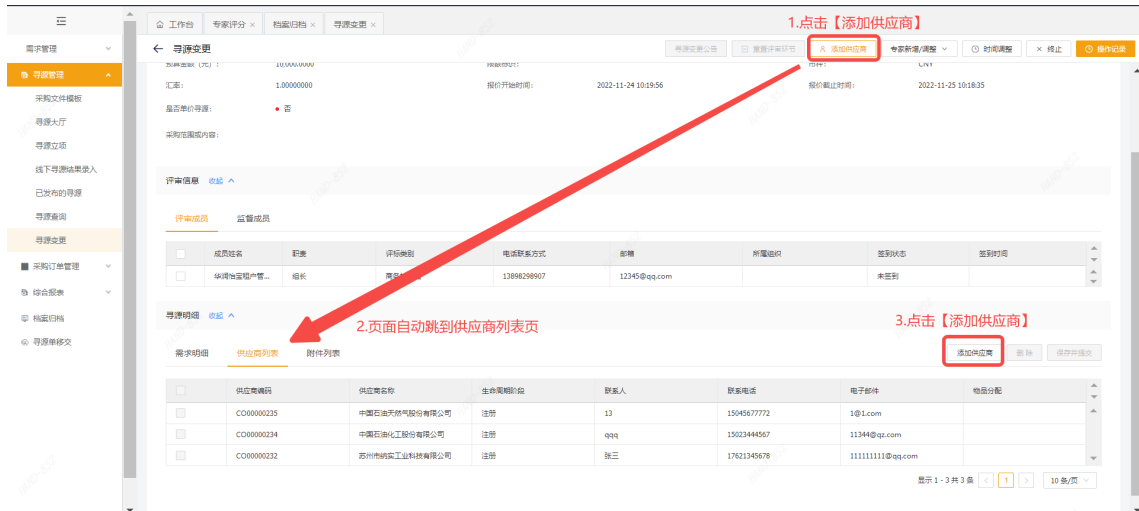 1.点击【添加供应商】
工作台 专家评分 × 档案归档 × 寻源变更 ×
← 寻源变更 寻源变更公告 重置评审环节 添加供应商 专家新增/调整 时间调整 × 终止 操作记录
需求管理
寻源管理
采购文件模板
寻源大厅
寻源立项
线下寻源结果录入
已发布的寻源
寻源查询
寻源变更
采购订单管理
综合报表
档案归档
寻源单移交
预算金额（元）： 10,000.0000 CNY
汇率： 1.00000000 报价开始时间： 2022-11-24 10:19:56 报价截止时间： 2022-11-25 10:18:35
是否单价寻源： 否
采购范围或内容：
评审信息 收起
评审成员 监督成员
成员姓名 职责 评标类别 电话联系方式 邮箱 所属组织 签到状态 签到时间
华润怡宝租户管... 组长 13898298907 12345@qq.com 未签到
寻源明细 收起
2.页面自动跳到供应商列表页
3.点击【添加供应商】
需求明细 供应商列表 附件列表 添加供应商 删除 保存并提交
供应商编码 供应商名称 生命周期阶段 联系人 联系电话 电子邮件 物品分配
CO00000235 中国石油天然气股份有限公司 注册 13 15045677772 1@1.com
CO00000234 中国石油化工股份有限公司 注册 qqq 15023444567 11344@qz.com
CO00000232 苏州市纳实工业科技有限公司 注册 张三 17621345678 111111111@qq.com
显示 1 - 3 共 3 条 < 1 > 10 条/页